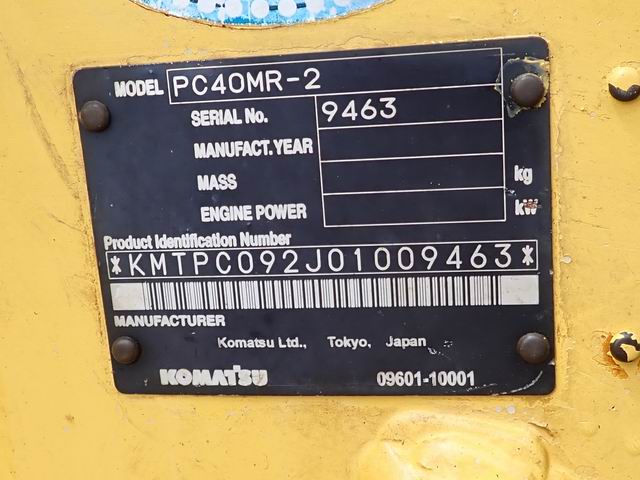 MODEL PC40MR-2
SERIAL No. 9463
MANUFACT. YEAR
MASS kg
ENGINE POWER kW
Product Identification Number
*KMTPC092J01009463*
MANUFACTURER
Komatsu Ltd., Tokyo, Japan
KOMATSU 09601-10001